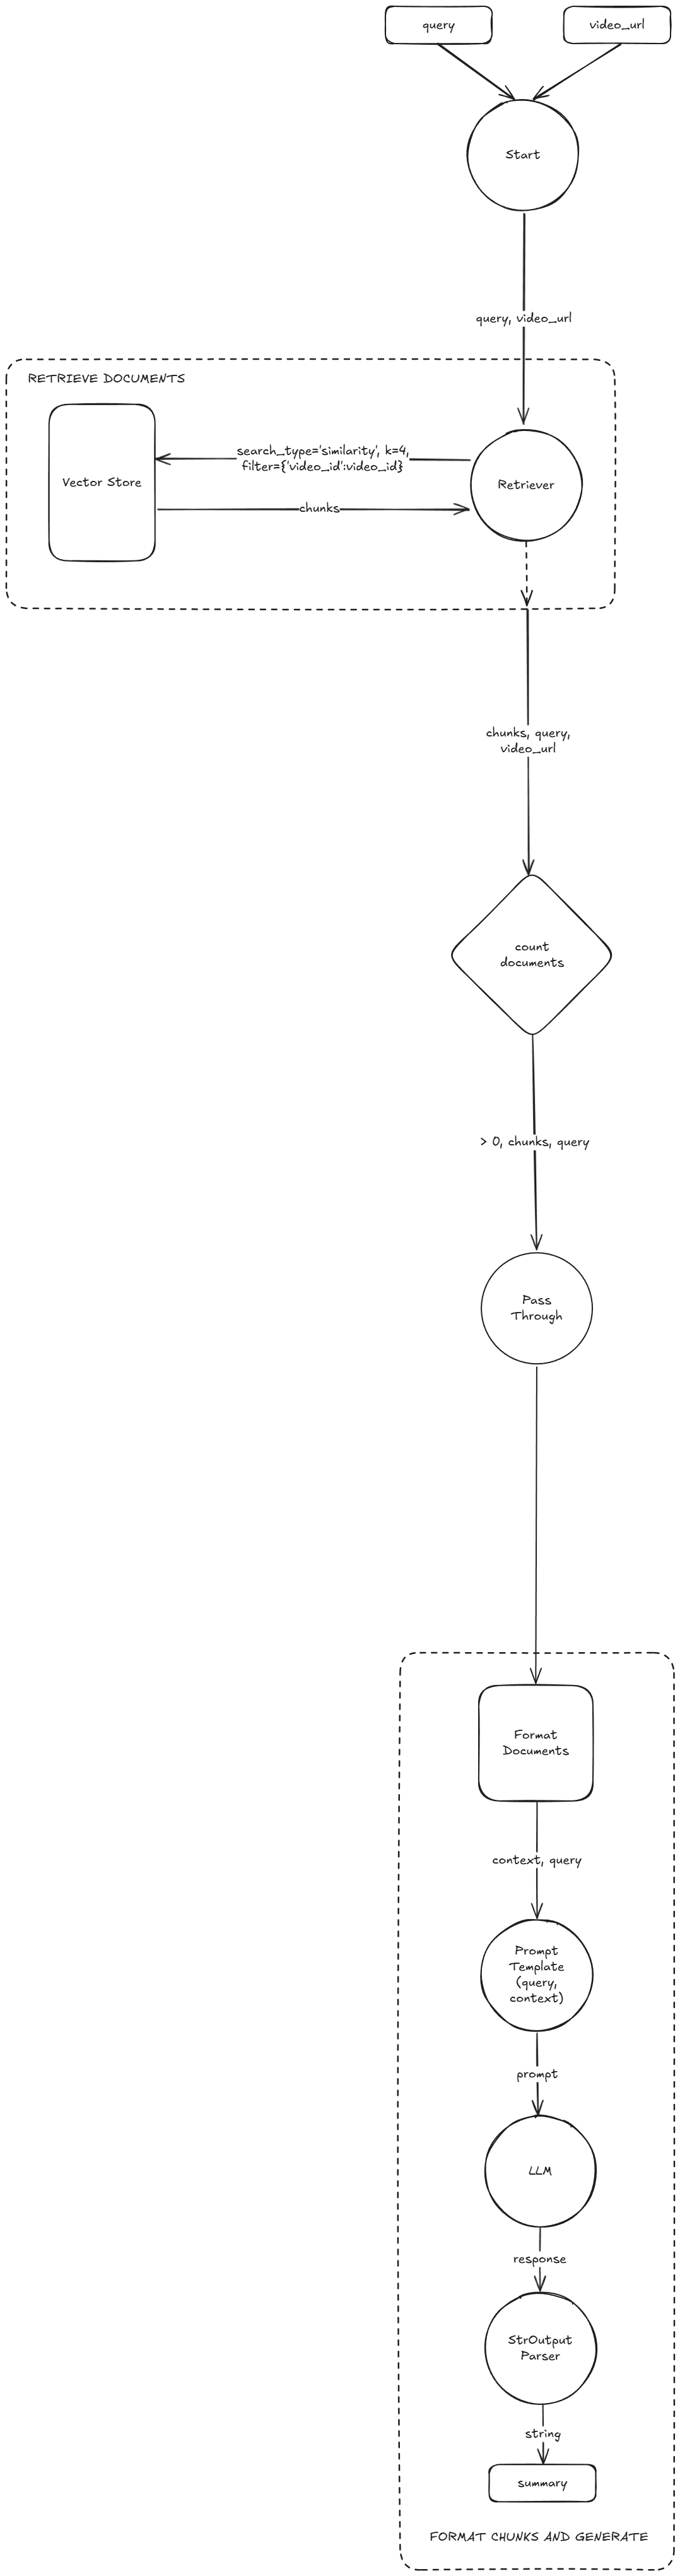 query
video_url
Start
query, video_url
RETRIEVE DOCUMENTS
search_type='similarity', k=4,
filter={'video_id':video_id}
Vector Store
Retriever
chunks
chunks, query,
video_url
count
documents
> 0, chunks, query
Pass
Through
Format
Documents
context, query
Prompt
Template
(query,
context)
prompt
LLM
response
StrOutput
Parser
string
summary
FORMAT CHUNKS AND GENERATE